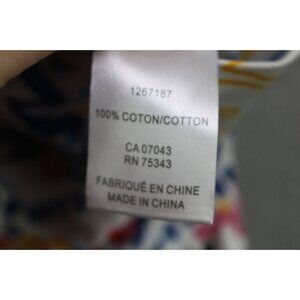 1267187
100% COTON/COTTON
CA 07043
RN 75343
FABRIQUÉ EN CHINE
MADE IN CHINA